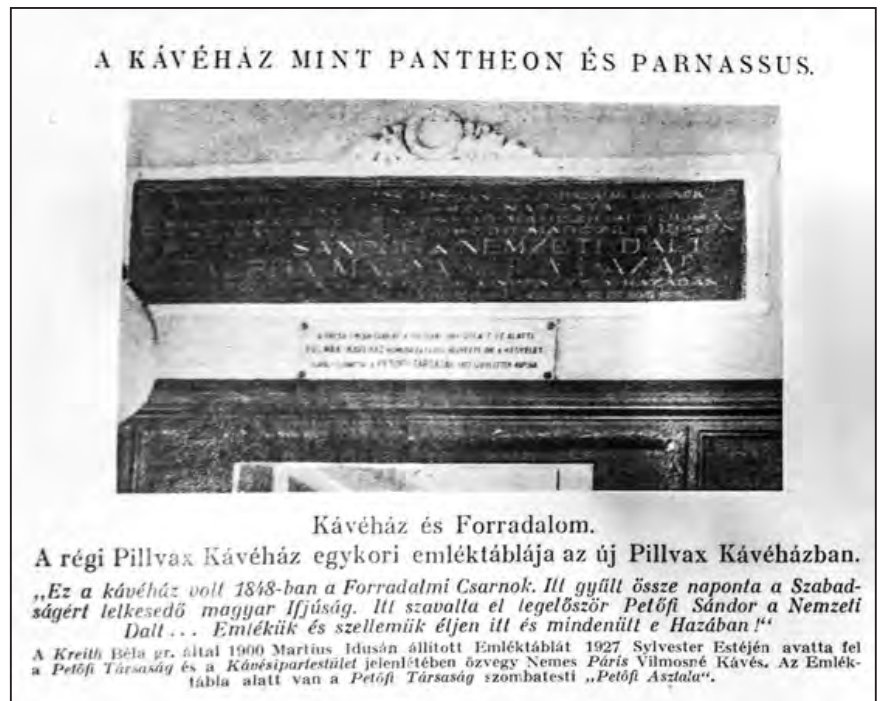 A KÁVÉHÁZ MINT PANTHEON ÉS PARNASSUS.
SÁNDOR A NEMZETI DALT
HAZÁBAN
Kávéház és Forradalom.
A régi Pillvax Kávéház egykori emléktáblája az új Pillvax Kávéházban.
„Ez a kávéház volt 1848-ban a Forradalmi Csarnok. Itt gyűlt össze naponta a Szabad-
ságért lelkesedő magyar Ifjúság. Itt szavalta el legelőször Petőfi Sándor a Nemzeti
Dalt... Emlékük és szellemük éljen itt és mindenütt e Hazában!"
A Kreith Béla gr. által 1900 Martius Idusán állított Emléktáblát 1927 Sylvester Estéjén avatta fel
a Petőfi Társaság és a Kávésipartestület jelenlétében özvegy Nemes Páris Vilmosné Kávés. Az Emlék-
tábla alatt van a Petőfi Társaság szombatesti „Petőfi Asztala".